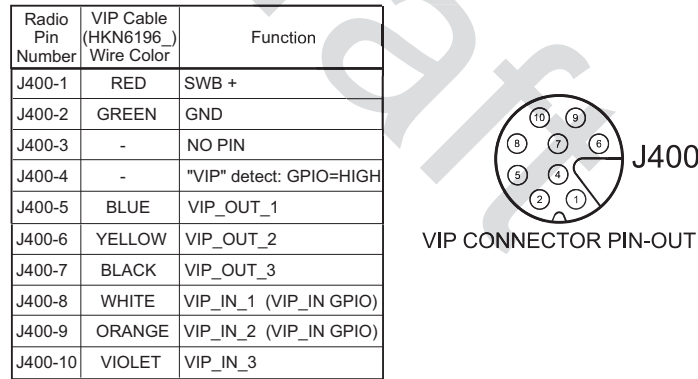 Radio Pin Number VIP Cable (HKN6196_) Wire Color Function
J400-1 RED SWB +
J400-2 GREEN GND
J400-3 - NO PIN
J400-4 - "VIP" detect: GPIO=HIGH
J400-5 BLUE VIP_OUT_1
J400-6 YELLOW VIP_OUT_2
J400-7 BLACK VIP_OUT_3
J400-8 WHITE VIP_IN_1 (VIP_IN GPIO)
J400-9 ORANGE VIP_IN_2 (VIP_IN GPIO)
J400-10 VIOLET VIP_IN_3
10 9
8 7 6
J400
5 4
2 1
VIP CONNECTOR PIN-OUT